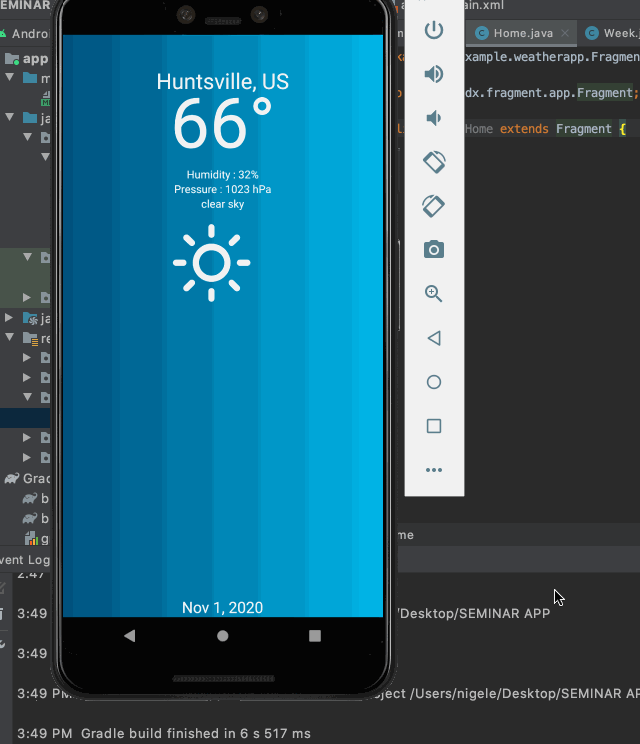 SEMINAR
ain.xml
Andro
Home.java
Week.j
app
m
xample.weatherapp.Fragmen
dx.fragment.app.Fragment;
ja
Home extends Fragment {
Huntsville, US
66°
Humidity : 32%
Pressure : 1023 hPa
clear sky
ja
re
Grad
b
b
g
me
vent Log
2:47
Nov 1, 2020
3:49
/Desktop/SEMINAR APP
3:49
3:49 PM
oject /Users/nigele/Desktop/SEMINAR AP
3:49 PM Gradle build finished in 6 s 517 ms